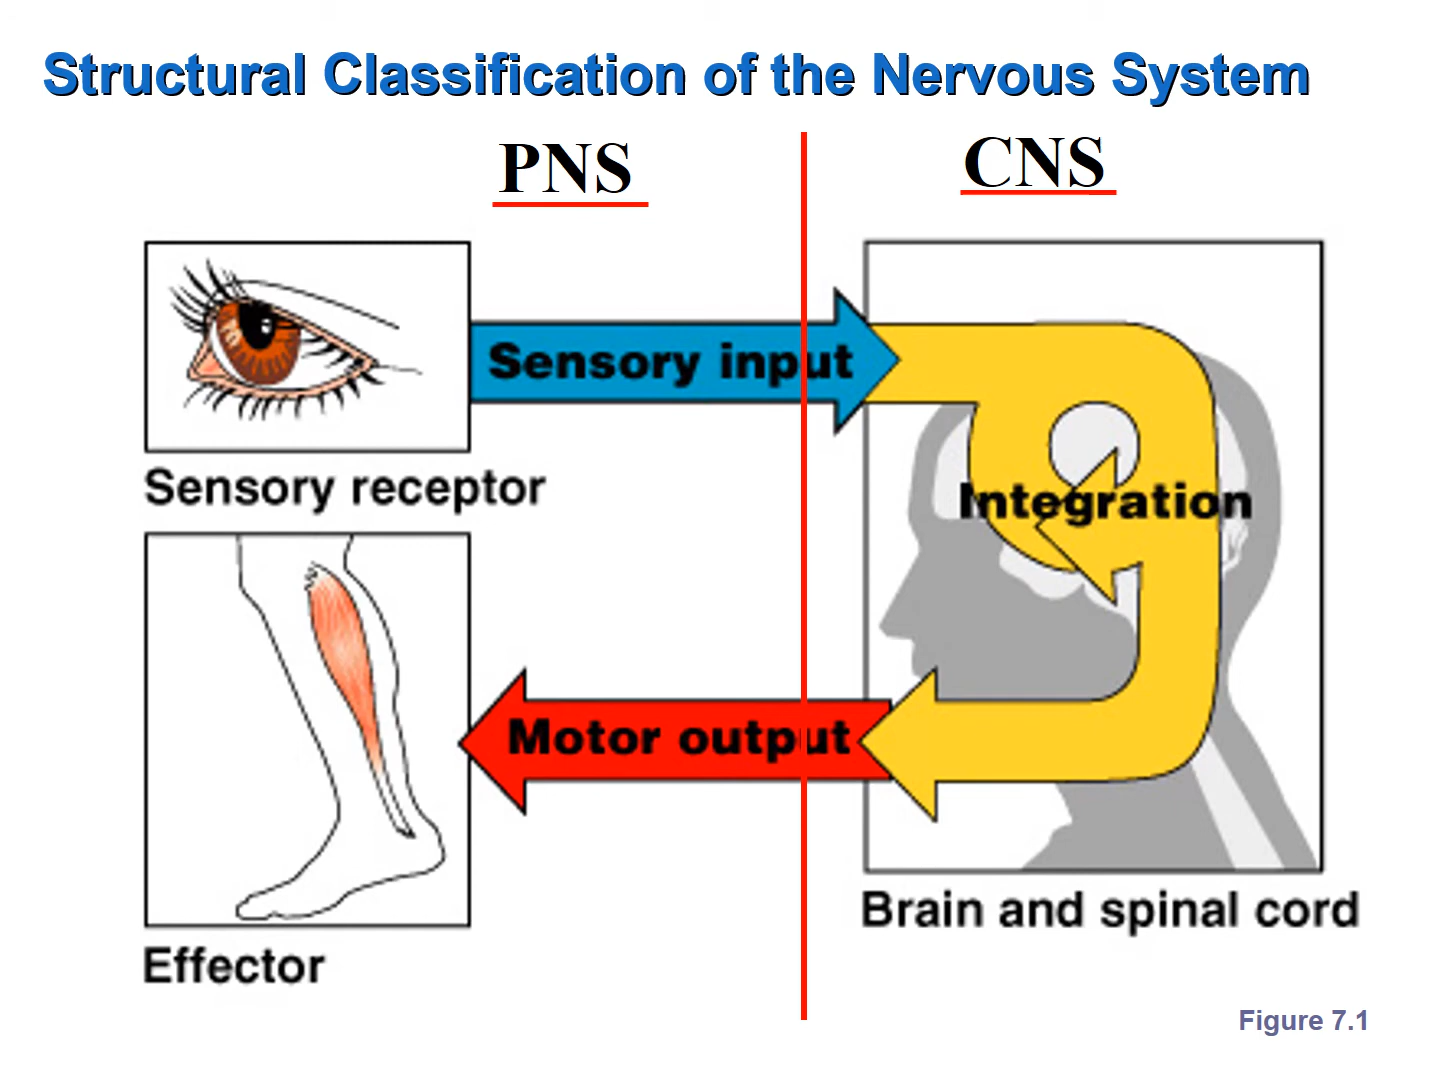 Structural Classification of the Nervous System
PNS
CNS
Sensory input
Sensory receptor
Integration
Motor output
Brain and spinal cord
Effector
Figure 7.1